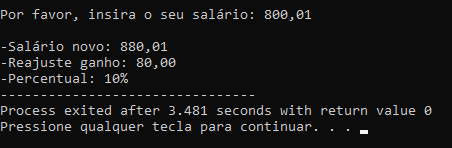 Por favor, insira o seu salário: 800,01
-Salário novo: 880,01
-Reajuste ganho: 80,00
-Percentual: 10%
--------------------------------
Process exited after 3.481 seconds with return value 0
Pressione qualquer tecla para continuar. . .